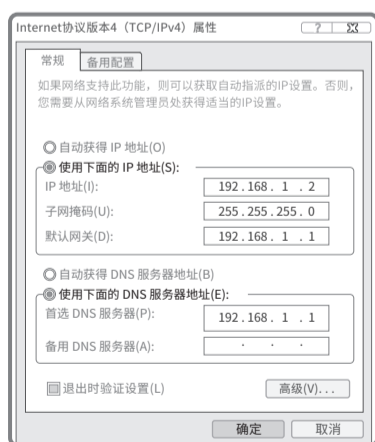 Internet协议版本4（TCP/IPv4）属性
常规 备用配置
如果网络支持此功能，则可以获取自动指派的IP设置。否则，
您需要从网络系统管理员处获得适当的IP设置。
自动获得 IP 地址(O)
使用下面的 IP 地址(S):
IP 地址(I): 192.168. 1 . 2
子网掩码(U): 255.255.255. 0
默认网关(D): 192.168. 1 . 1
自动获得 DNS 服务器地址(B)
使用下面的 DNS 服务器地址(E):
首选 DNS 服务器(P): 192.168. 1 . 1
备用 DNS 服务器(A): . . .
退出时验证设置(L) 高级(V)...
确定 取消